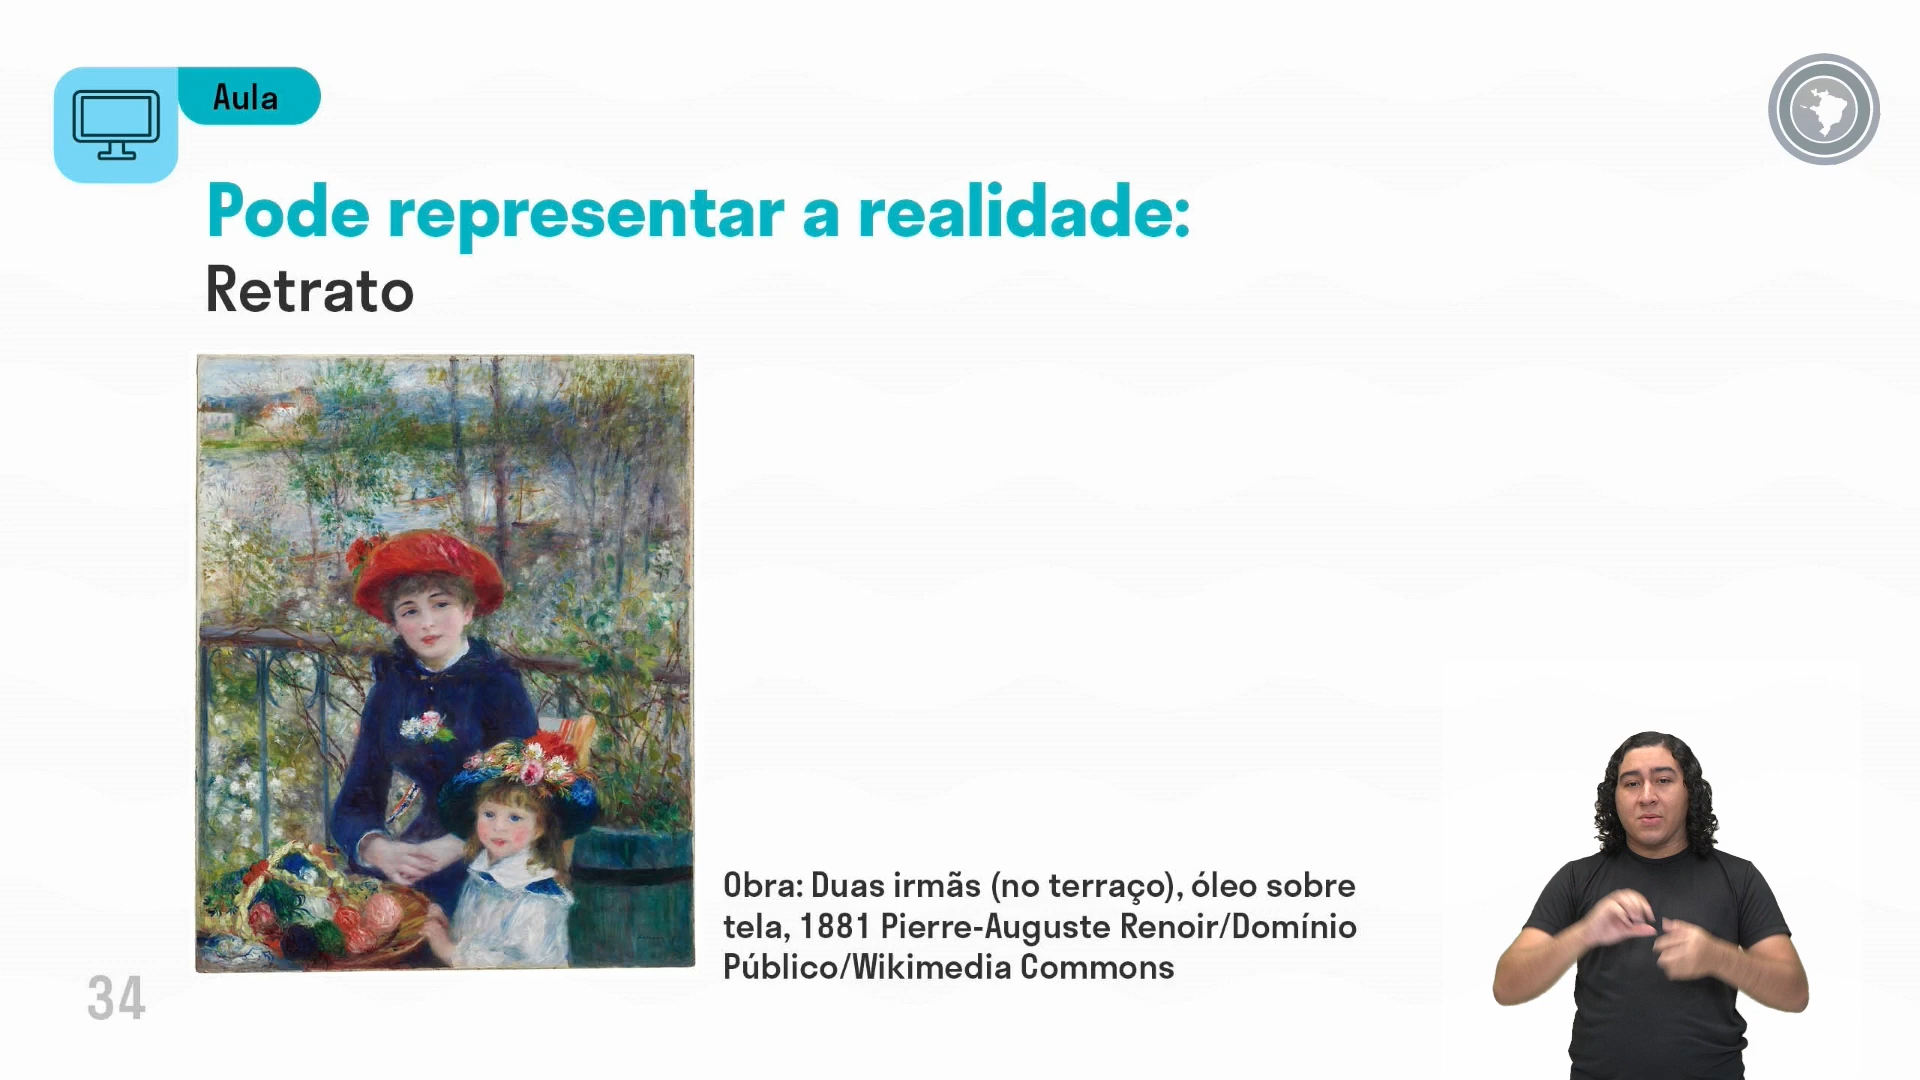 Aula
Pode representar a realidade:
Retrato
Obra: Duas irmãs (no terraço), óleo sobre
tela, 1881 Pierre-Auguste Renoir/Domínio
Público/Wikimedia Commons
34